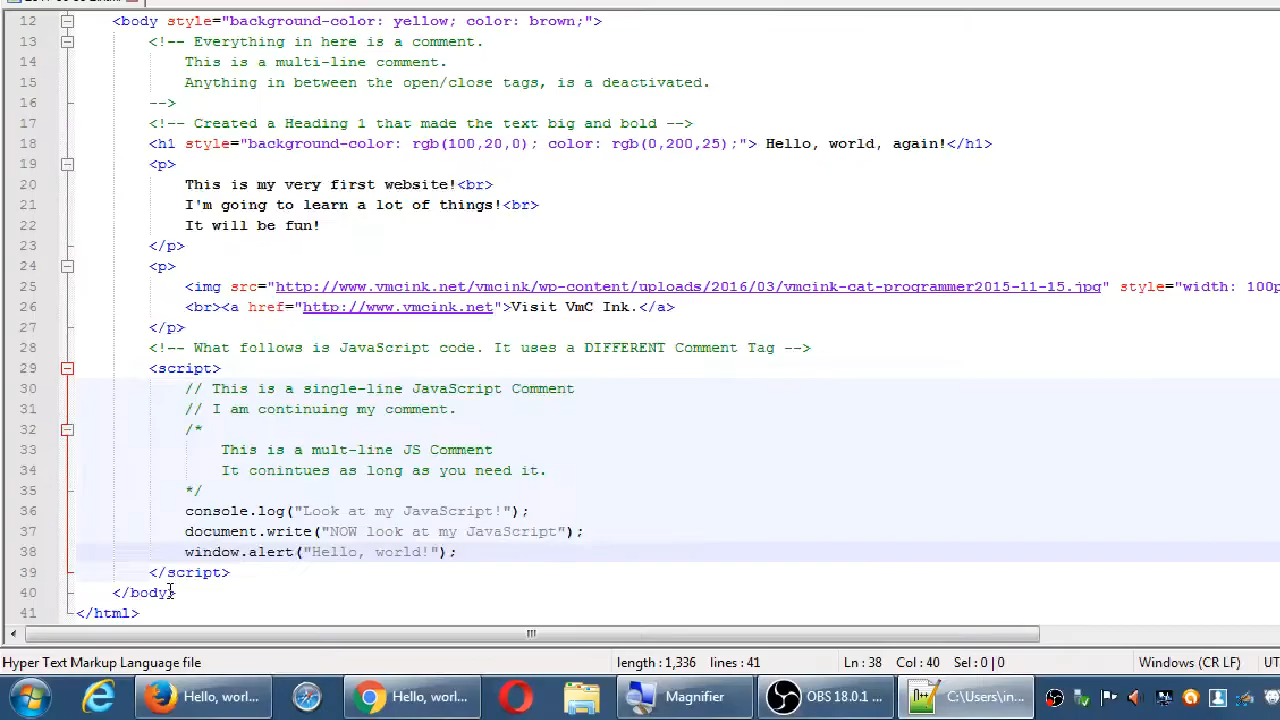 12 <body style="background-color: yellow; color: brown;">
13 <!-- Everything in here is a comment.
14 This is a multi-line comment.
15 Anything in between the open/close tags, is a deactivated.
16 -->
17 <!-- Created a Heading 1 that made the text big and bold -->
18 <h1 style="background-color: rgb(100,20,0); color: rgb(0,200,25);"> Hello, world, again!</h1>
19 <p>
20 This is my very first website!<br>
21 I'm going to learn a lot of things!<br>
22 It will be fun!
23 </p>
24 <p>
25 <img src="http://www.vmcink.net/vmcink/wp-content/uploads/2016/03/vmcink-cat-programmer2015-11-15.jpg" style="width: 100p
26 <br><a href="http://www.vmcink.net">Visit VmC Ink.</a>
27 </p>
28 <!-- What follows is JavaScript code. It uses a DIFFERENT Comment Tag -->
29 <script>
30 // This is a single-line JavaScript Comment
31 // I am continuing my comment.
32 /*
33 This is a mult-line JS Comment
34 It conintues as long as you need it.
35 */
36 console.log("Look at my JavaScript!");
37 document.write("NOW look at my JavaScript");
38 window.alert("Hello, world!");
39 </script>
40 </body>
41 </html>
Hyper Text Markup Language file length : 1,336 lines : 41 Ln : 38 Col : 40 Sel : 0 | 0 Windows (CR LF) UT
Hello, worl... Hello, worl... Magnifier OBS 18.0.1 ... C:\Users\in...